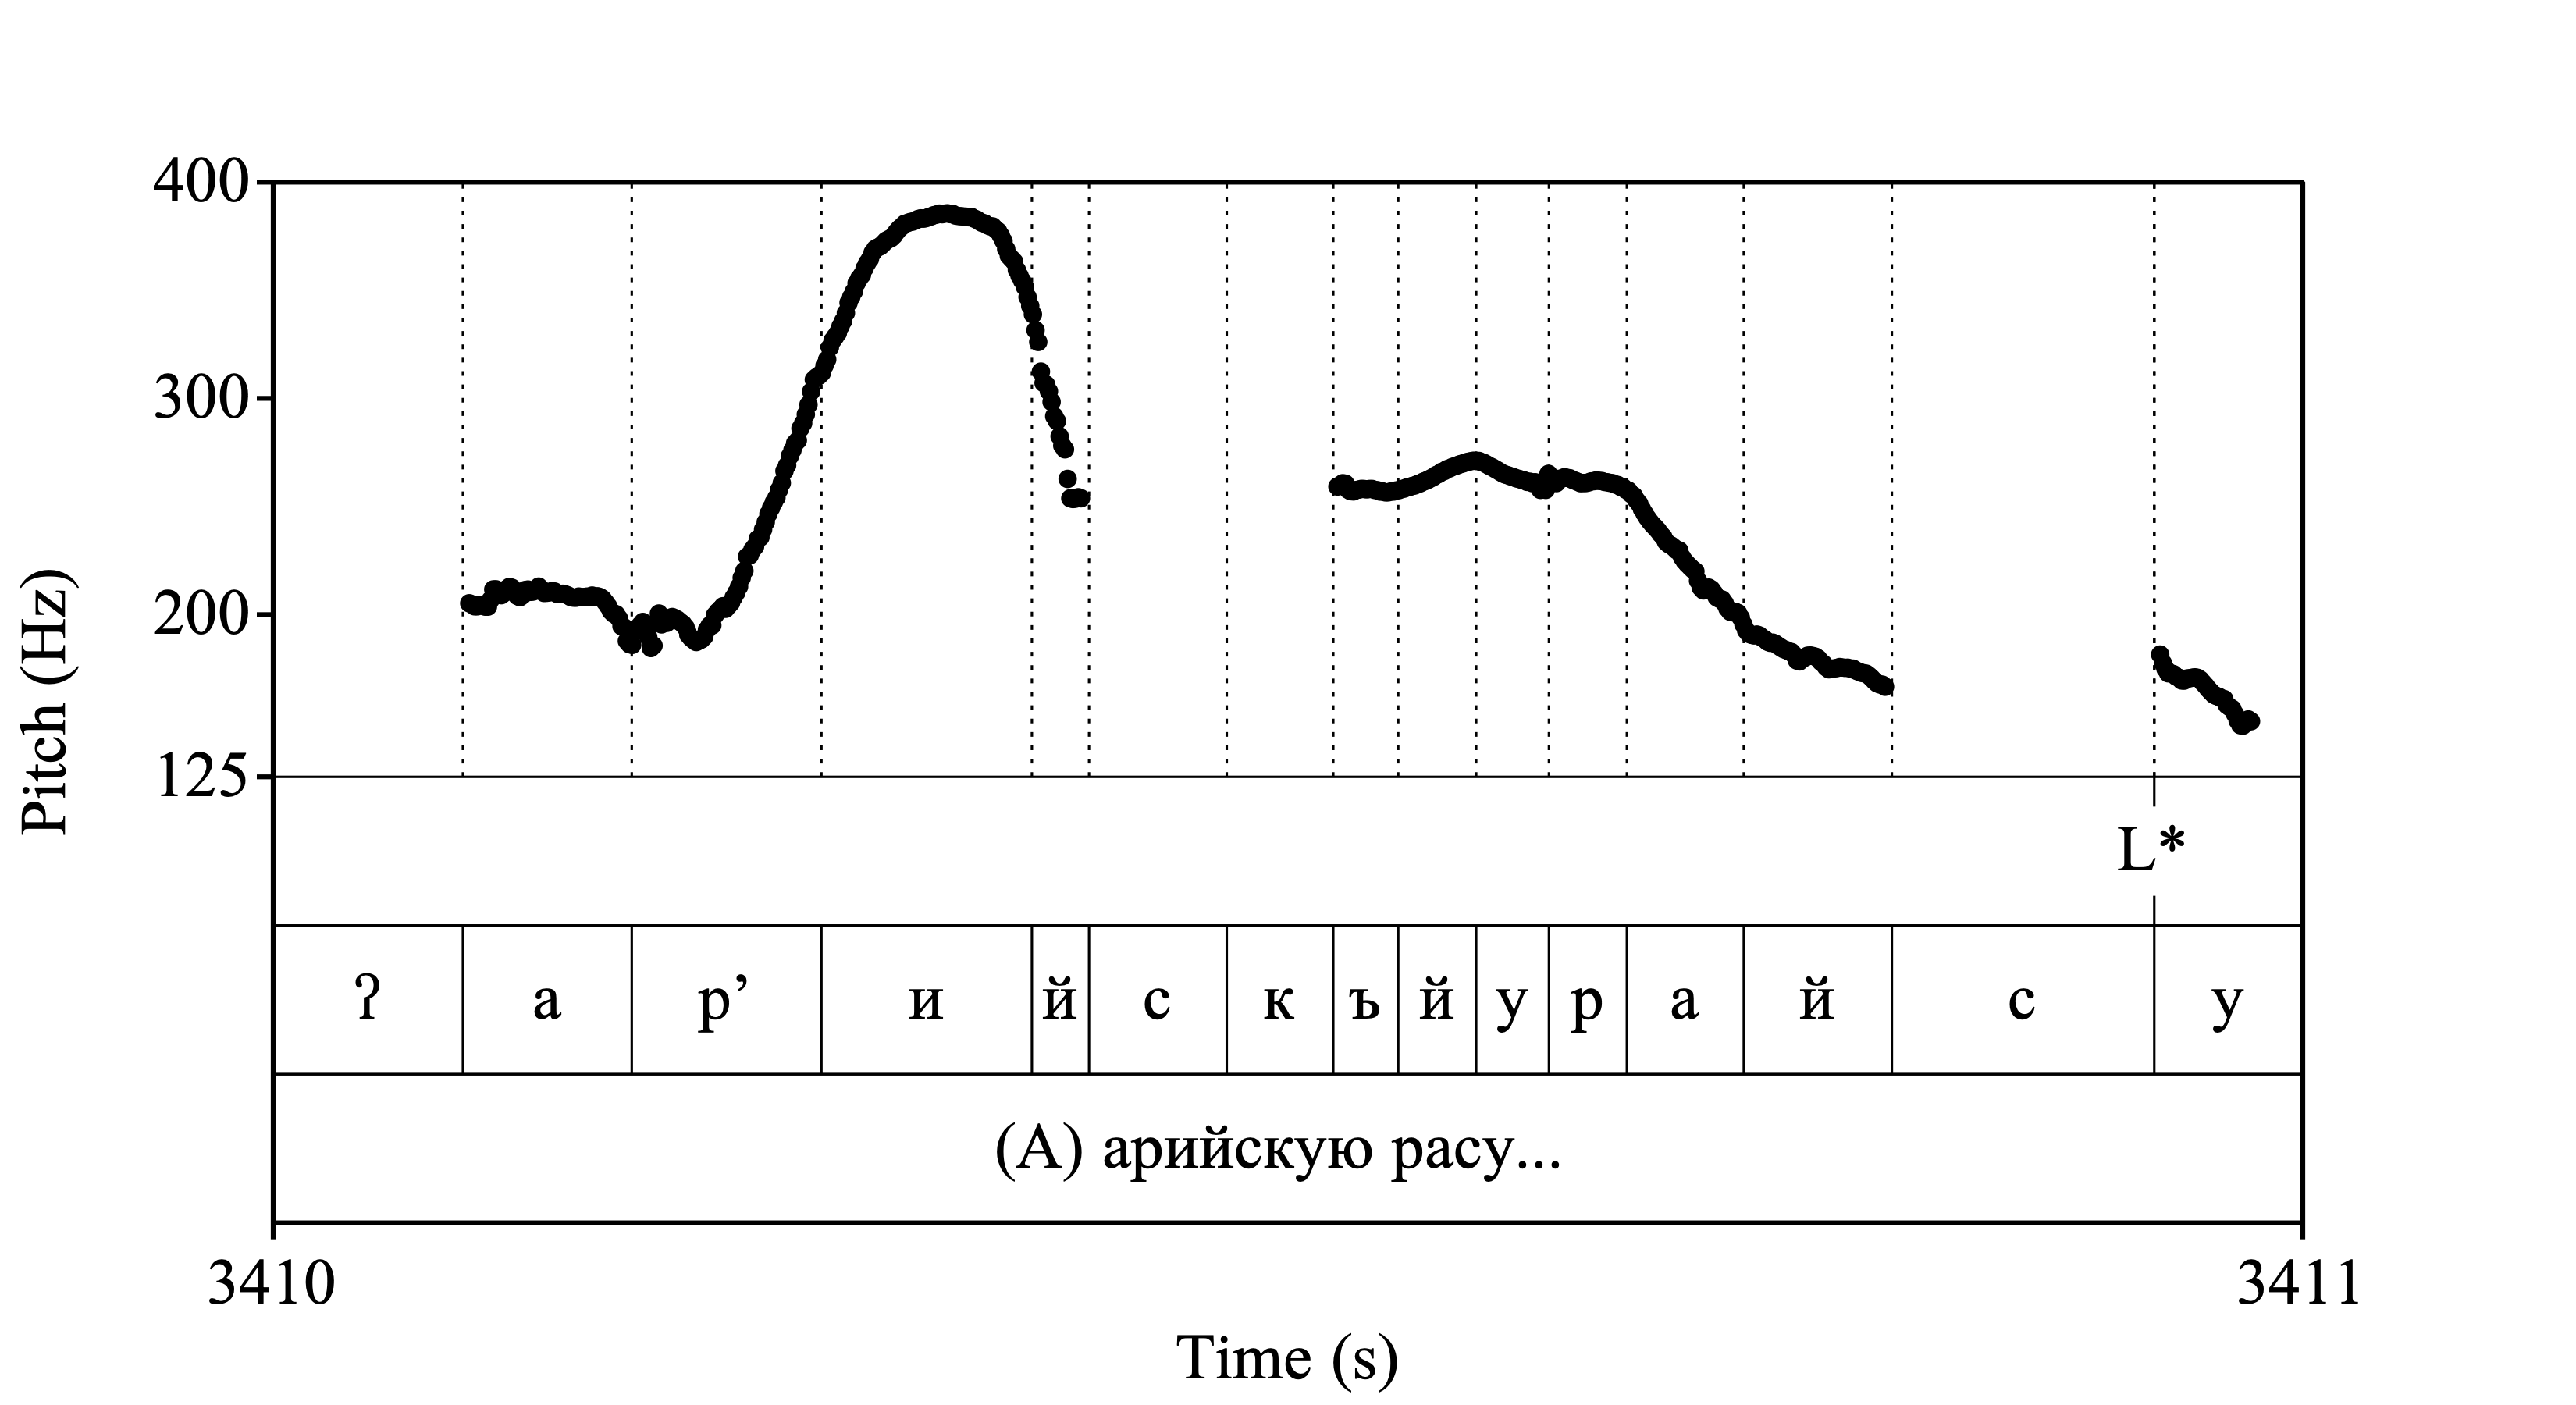 400
300
200
125
Pitch (Hz)
L*
ʔ а р’ и й с к ъ й у р а й с у
(А) арийскую расу...
3410 3411
Time (s)